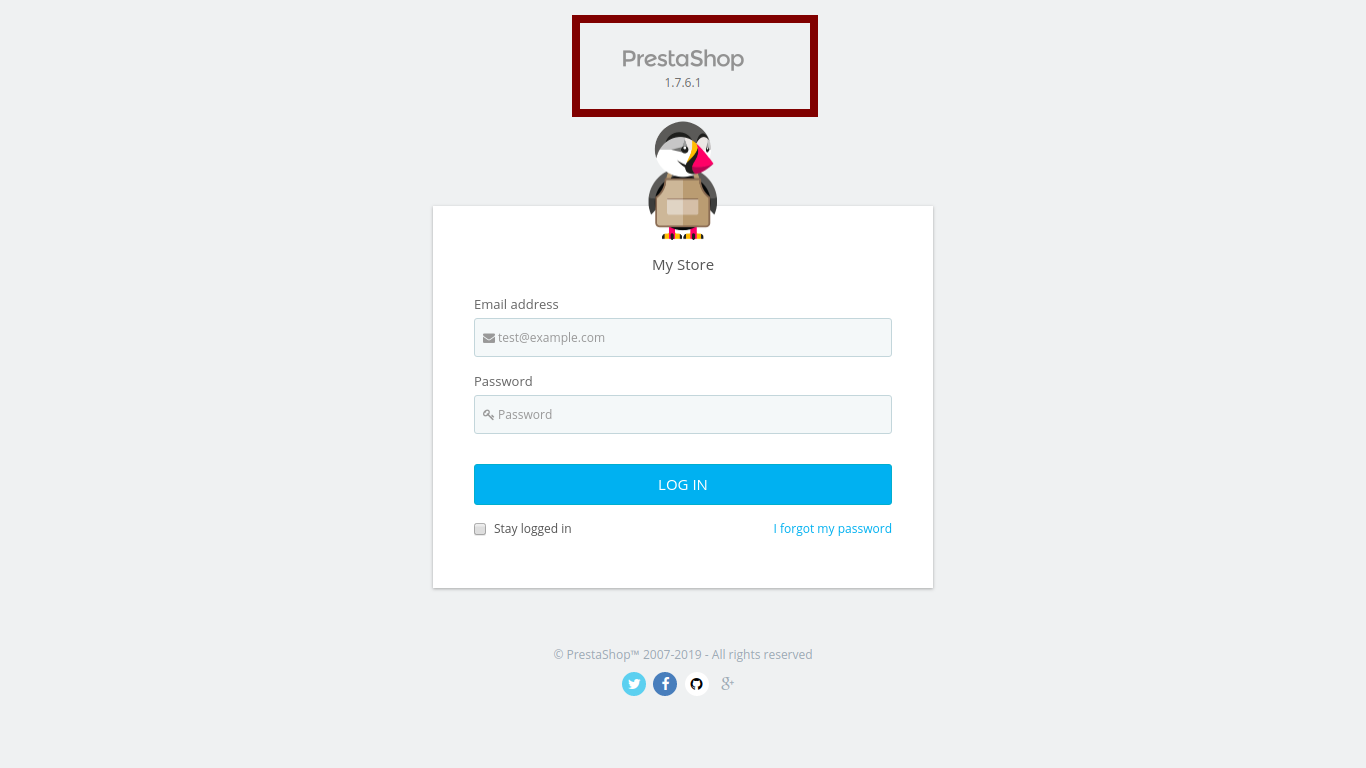 PrestaShop
1.7.6.1
My Store
Email address
test@example.com
Password
Password
LOG IN
Stay logged in
I forgot my password
© PrestaShop™ 2007-2019 - All rights reserved